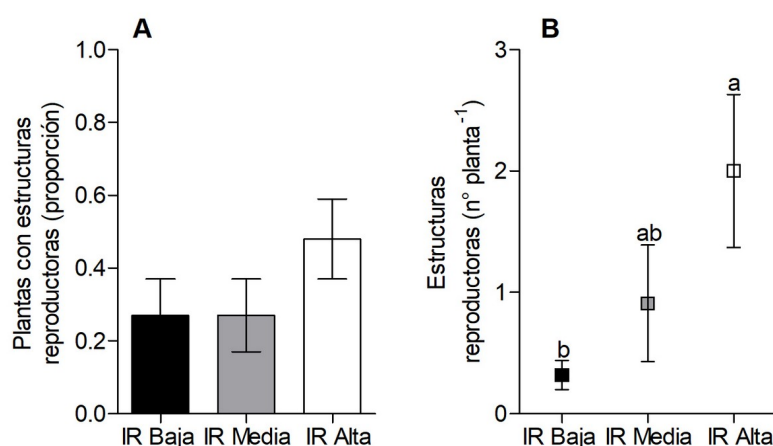 A
Plantas con estructuras
reproductoras (proporción)
1.0
0.8
0.6
0.4
0.2
0.0
IR Baja IR Media IR Alta
B
Estructuras
reproductoras (n° planta⁻¹)
3
2
1
0
b
ab
a
IR Baja IR Media IR Alta